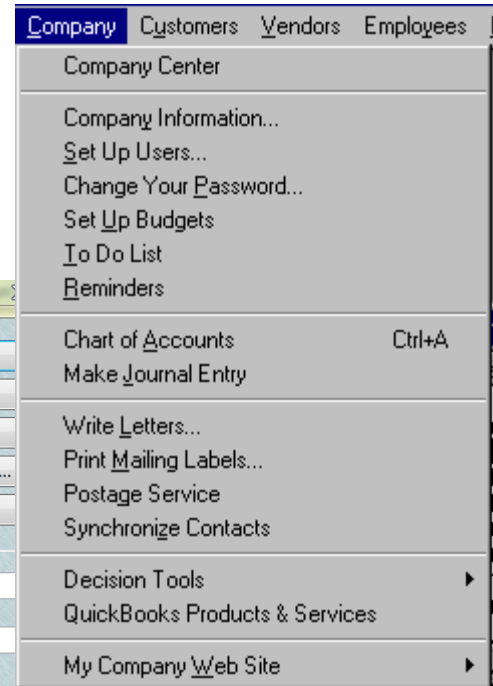 Company Customers Vendors Employees
Company Center
Company Information...
Set Up Users...
Change Your Password...
Set Up Budgets
To Do List
Reminders
Chart of Accounts Ctrl+A
Make Journal Entry
Write Letters...
Print Mailing Labels...
Postage Service
Synchronize Contacts
Decision Tools
QuickBooks Products & Services
My Company Web Site